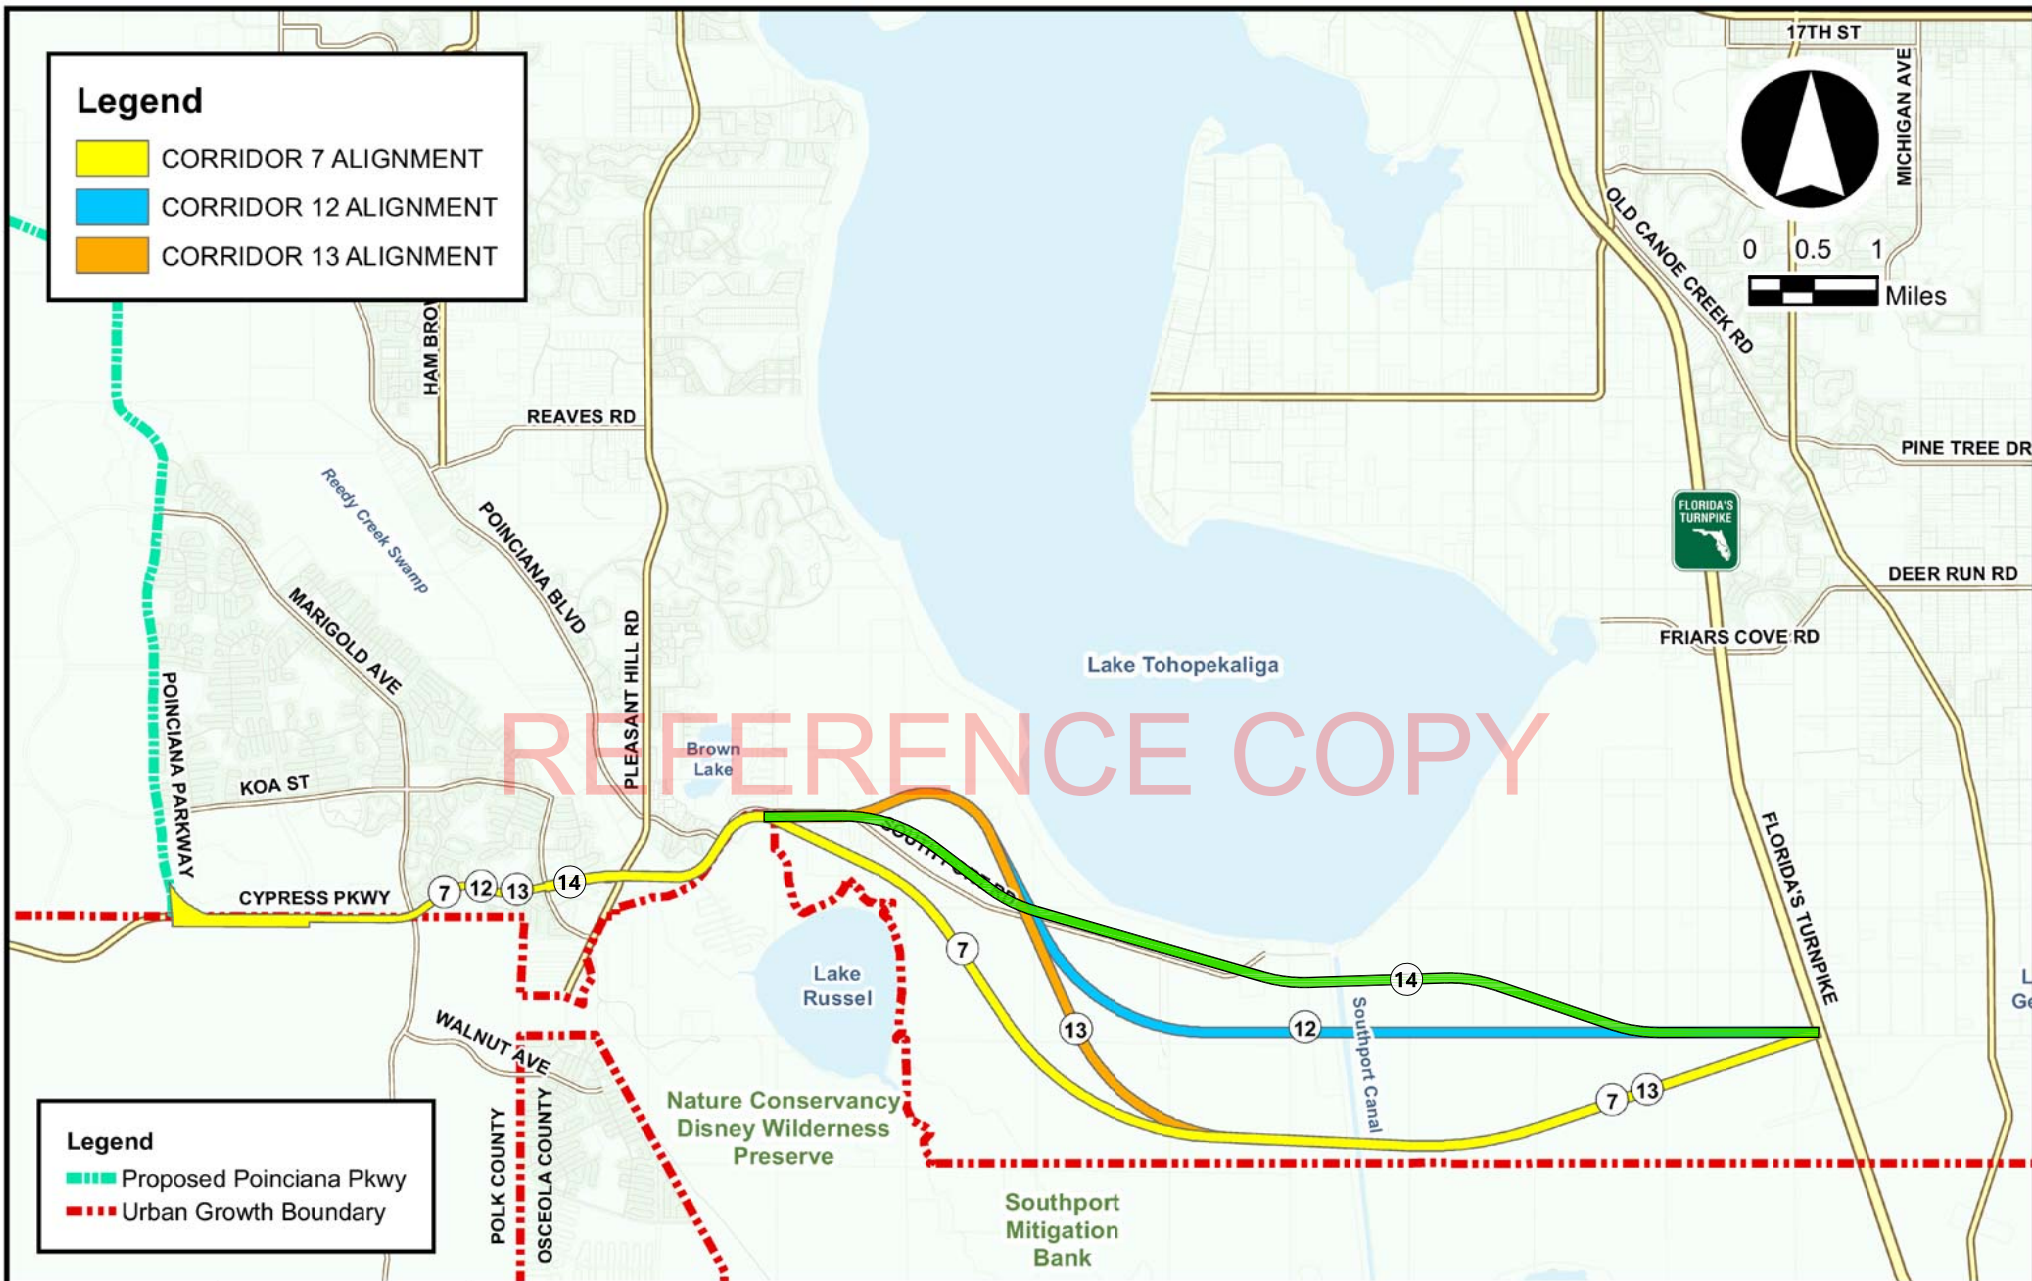 17TH ST
MICHIGAN AVE
Legend
CORRIDOR 7 ALIGNMENT
CORRIDOR 12 ALIGNMENT
CORRIDOR 13 ALIGNMENT
OLD CANOE CREEK RD
0 0.5 1
Miles
REAVES RD
PINE TREE DR
Reedy Creek Swamp
POINCIANA BLVD
FLORIDA'S
TURNPIKE
DEER RUN RD
MARIGOLD AVE
PLEASANT HILL RD
FRIARS COVE RD
Lake Tohopekaliga
POINCIANA PARKWAY
REFERENCE COPY
Brown
Lake
KOA ST
FLORIDA'S TURNPIKE
CYPRESS PKWY
7 12 13 14
7
Lake
Russel
14
13
12
Southport Canal
WALNUT AVE
7 13
Nature Conservancy
Disney Wilderness
Preserve
POLK COUNTY
OSCEOLA COUNTY
Legend
Proposed Poinciana Pkwy
Urban Growth Boundary
Southport
Mitigation
Bank